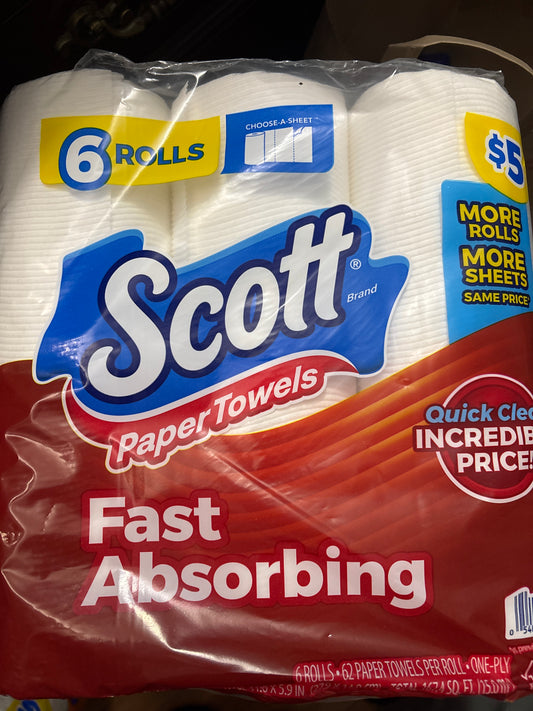 6 ROLLS
CHOOSE-A-SHEET
$5
MORE
ROLLS
MORE
SHEETS
SAME PRICE
Scott®
Brand
Paper Towels
Quick Clea
INCREDIB
PRICE!
Fast
Absorbing
6 ROLLS • 62 PAPER TOWELS PER ROLL • ONE-PLY